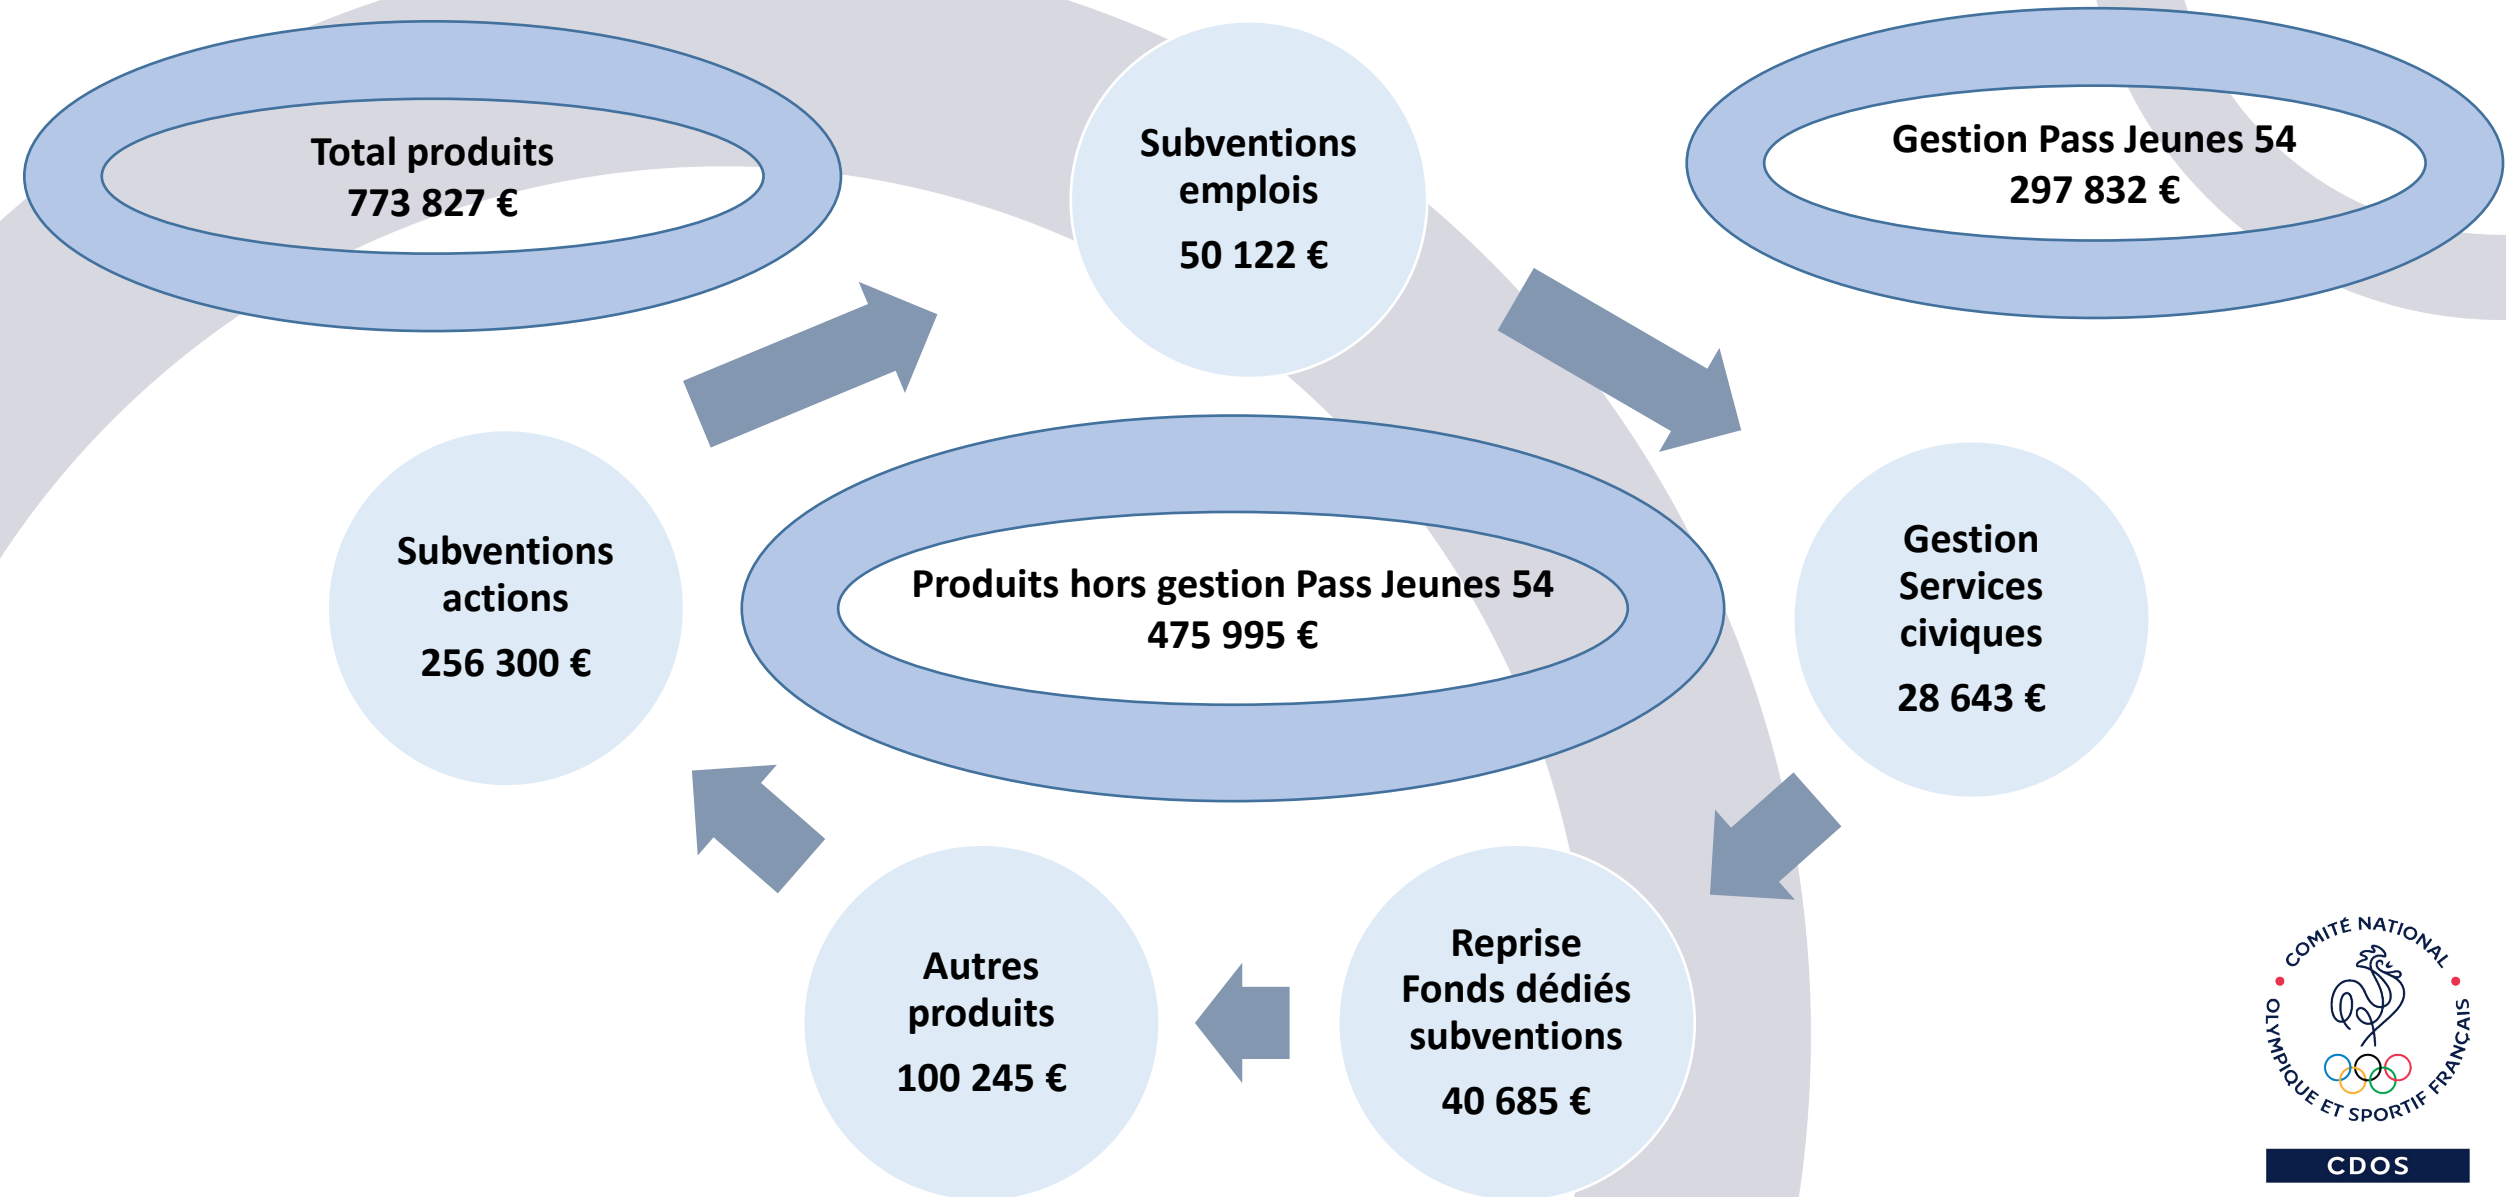 Total produits
773 827 €
Subventions
emplois
50 122 €
Gestion Pass Jeunes 54
297 832 €
Subventions
actions
256 300 €
Produits hors gestion Pass Jeunes 54
475 995 €
Gestion
Services
civiques
28 643 €
Autres
produits
100 245 €
Reprise
Fonds dédiés
subventions
40 685 €
COMITÉ NATIONAL
OLYMPIQUE ET SPORTIF FRANÇAIS
CDOS